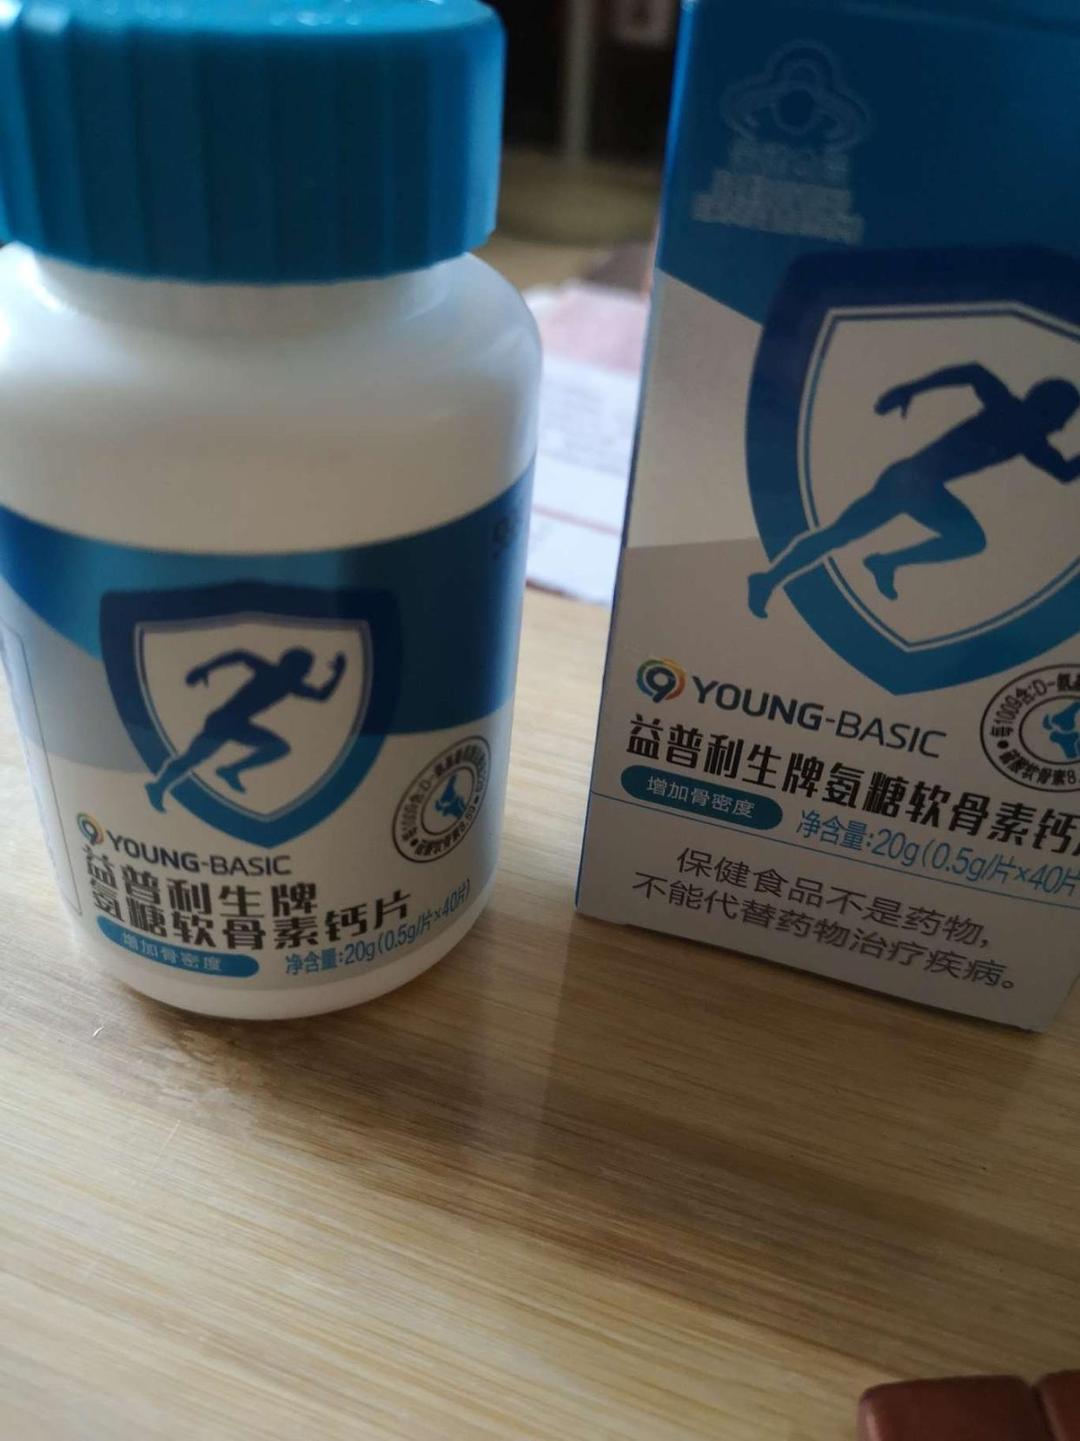 YOUNG-BASIC
益普利生牌
氨糖软骨素钙片
增加骨密度
净含量:20g(0.5g/片×40片)
YOUNG-BASIC
益普利生牌氨糖软骨素钙
增加骨密度
净含量:20g(0.5g/片×40片
保健食品不是药物,
不能代替药物治疗疾病。